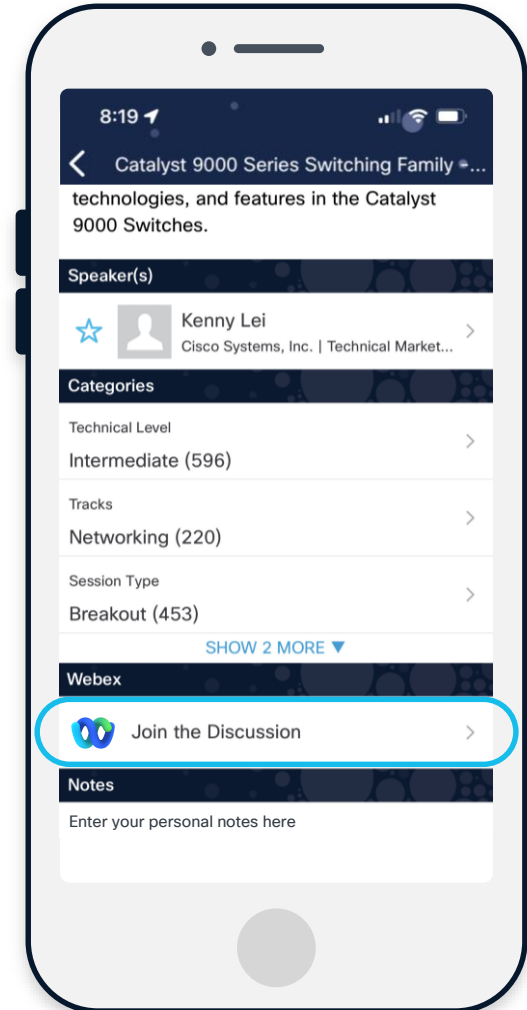 8:19
Catalyst 9000 Series Switching Family -...
technologies, and features in the Catalyst
9000 Switches.
Speaker(s)
Kenny Lei
Cisco Systems, Inc. | Technical Market...
Categories
Technical Level
Intermediate (596)
Tracks
Networking (220)
Session Type
Breakout (453)
SHOW 2 MORE ▼
Webex
Join the Discussion
Notes
Enter your personal notes here